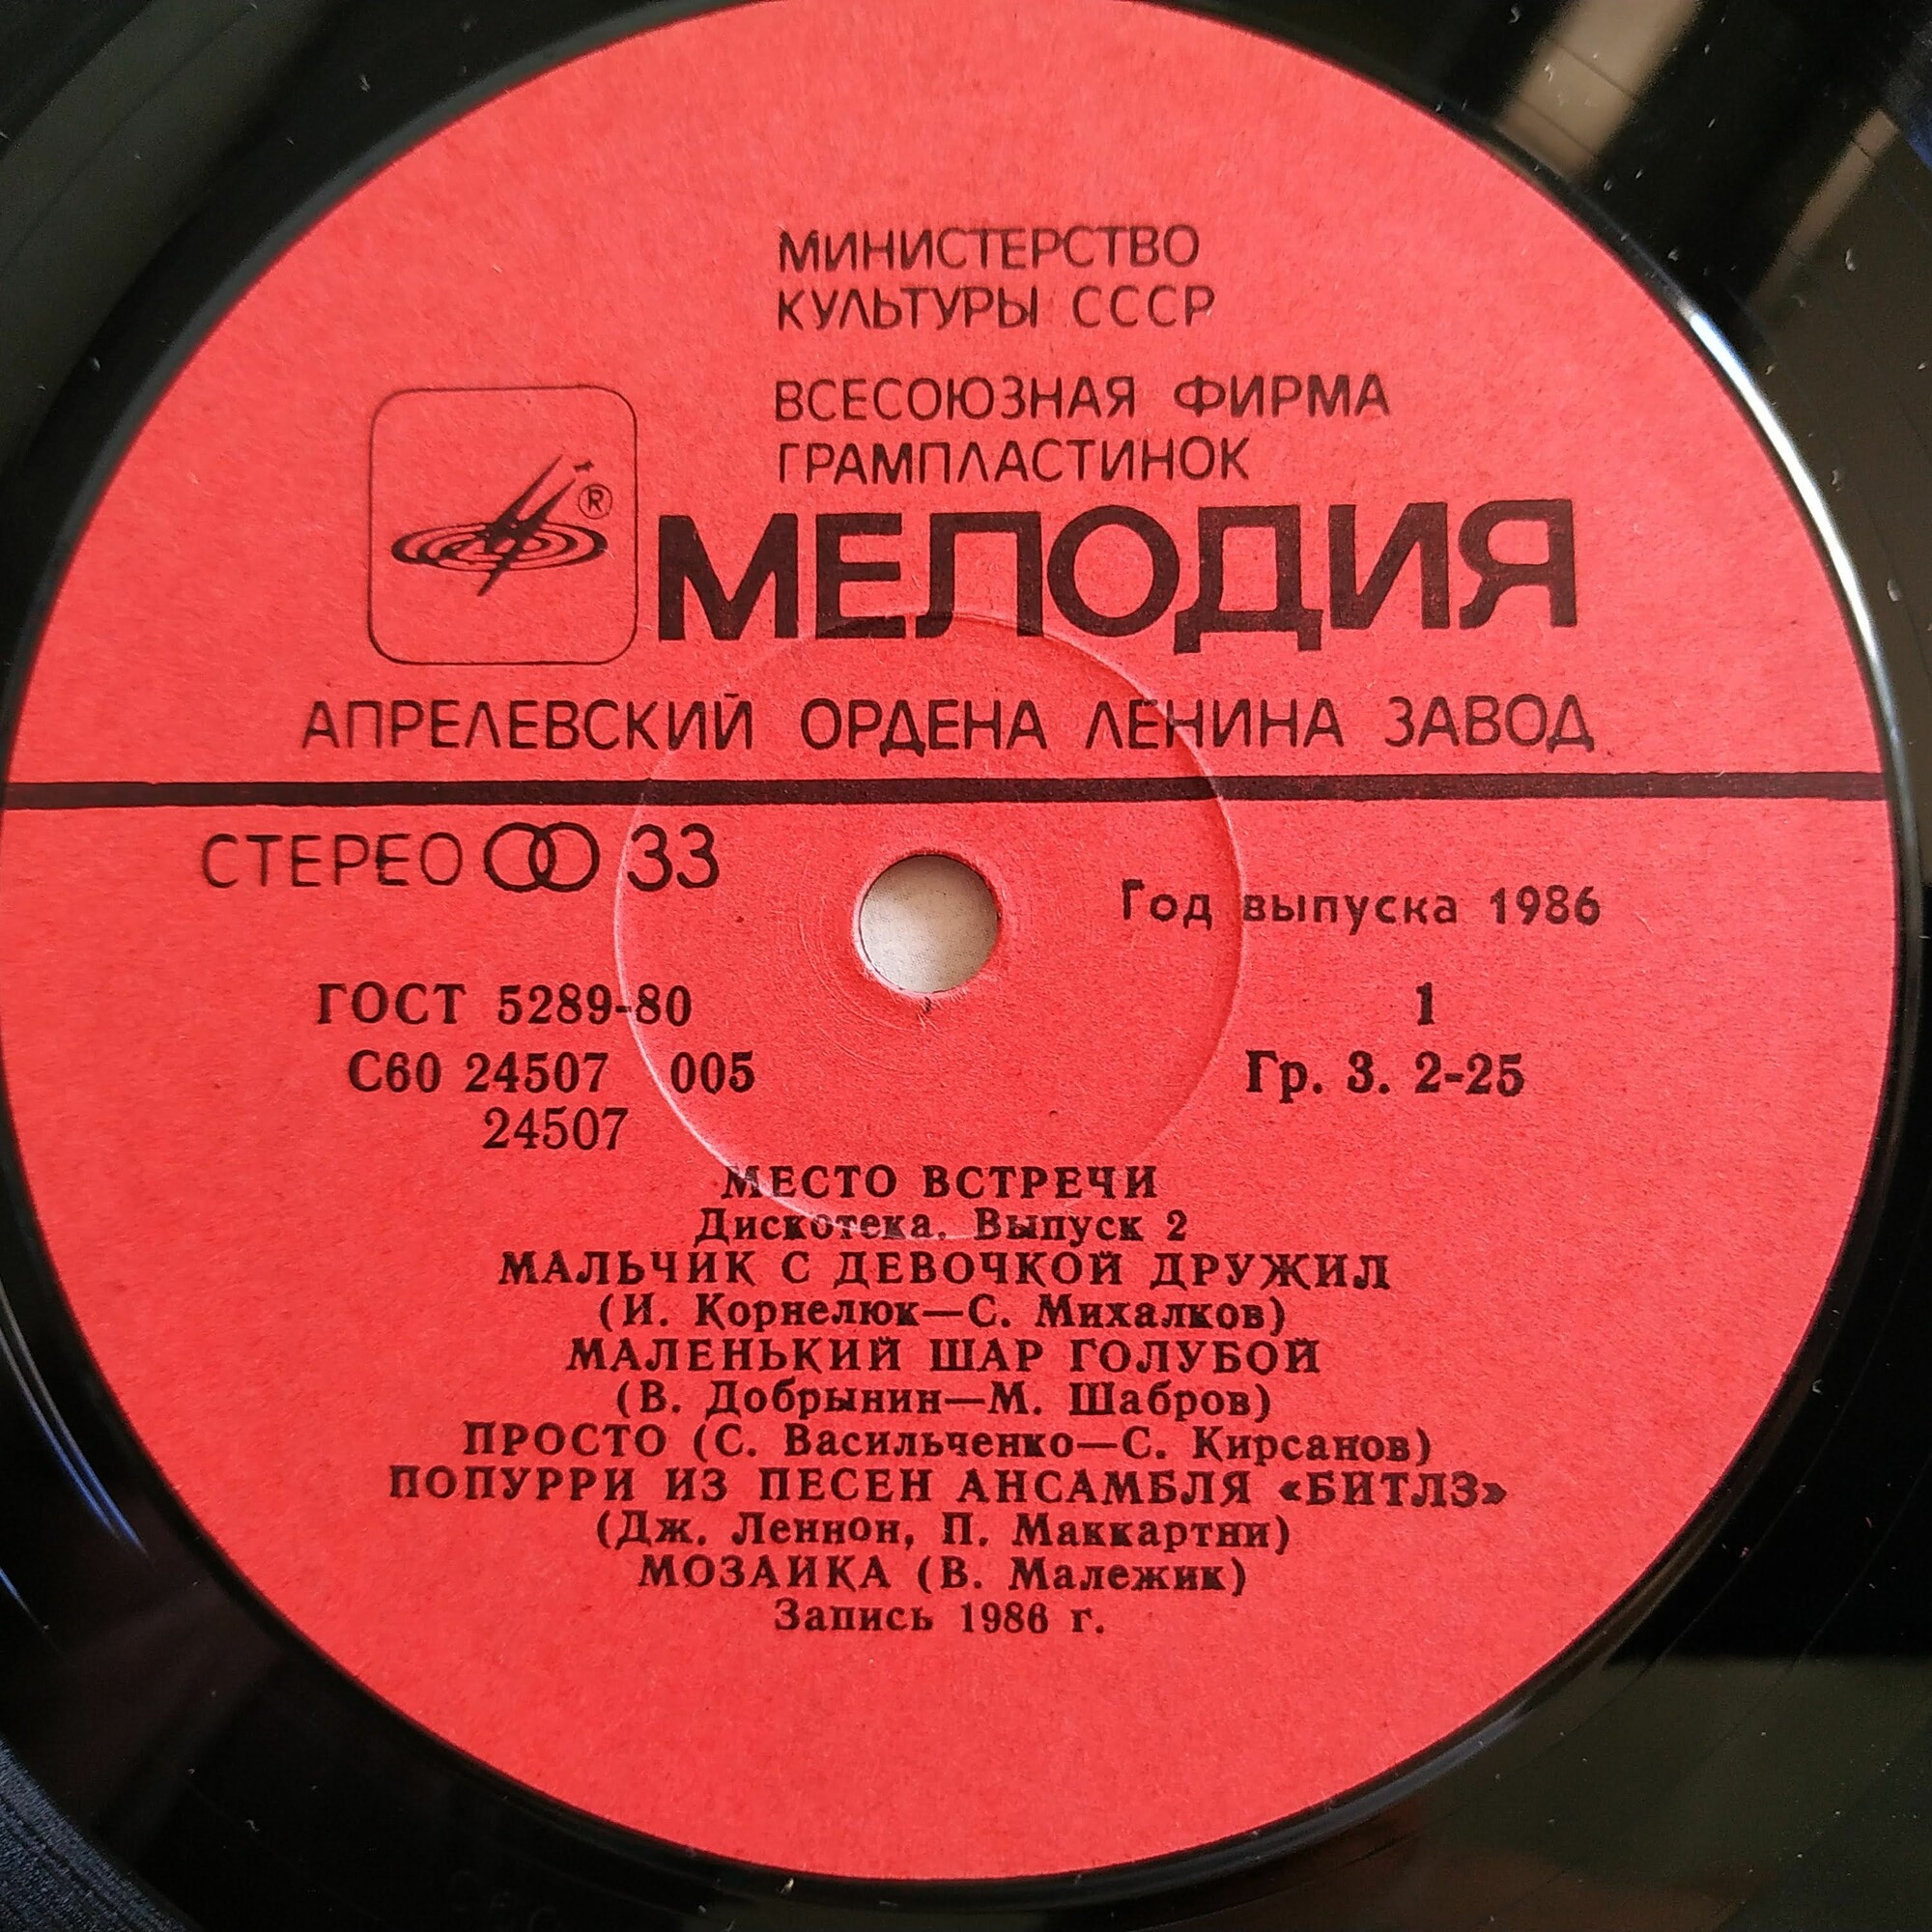 МИНИСТЕРСТВО
КУЛЬТУРЫ СССР
ВСЕСОЮЗНАЯ ФИРМА
ГРАМПЛАСТИНОК
®
МЕЛОДИЯ
АПРЕЛЕВСКИЙ ОРДЕНА ЛЕНИНА ЗАВОД
СТЕРЕО 33
Год выпуска 1986
ГОСТ 5289-80
1
С60 24507 005
Гр. 3. 2-25
24507
МЕСТО ВСТРЕЧИ
Дискотека. Выпуск 2
МАЛЬЧИК С ДЕВОЧКОЙ ДРУЖИЛ
(И. Корнелюк—С. Михалков)
МАЛЕНЬКИЙ ШАР ГОЛУБОЙ
(В. Добрынин—М. Шабров)
ПРОСТО (С. Васильченко—С. Кирсанов)
ПОПУРРИ ИЗ ПЕСЕН АНСАМБЛЯ «БИТЛЗ»
(Дж. Леннон, П. Маккартни)
МОЗАИКА (В. Малежик)
Запись 1986 г.